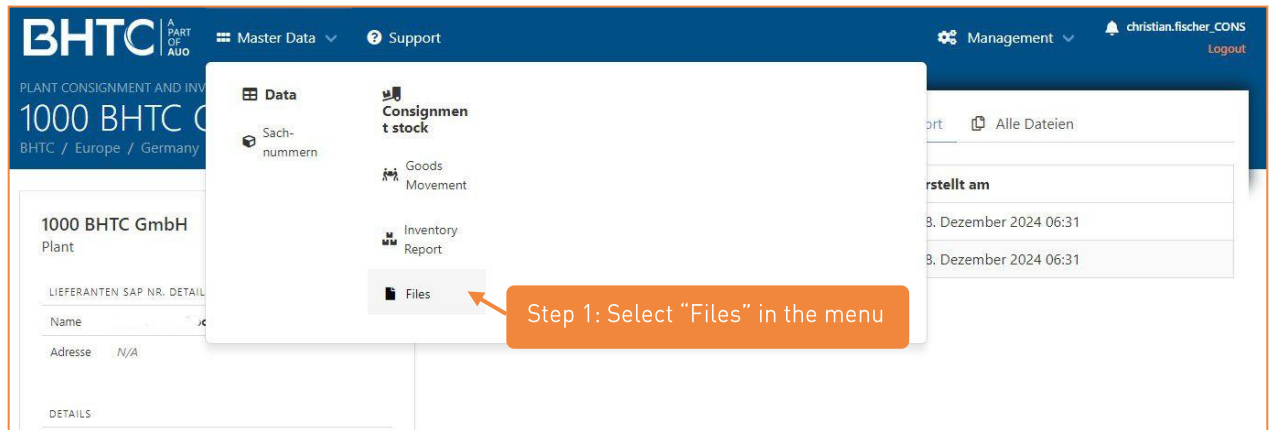 BHTC A PART OF AUO
Master Data
Support
Management
christian.fischer_CONS
Logout
PLANT CONSIGNMENT AND INV
1000 BHTC G
BHTC / Europe / Germany
Data
Sach-
nummern
Consignmen
t stock
Goods
Movement
Inventory
Report
Files
Step 1: Select “Files” in the menu
ort
Alle Dateien
rstellt am
8. Dezember 2024 06:31
8. Dezember 2024 06:31
1000 BHTC GmbH
Plant
LIEFERANTEN SAP NR. DETAIL
Name
Adresse N/A
DETAILS